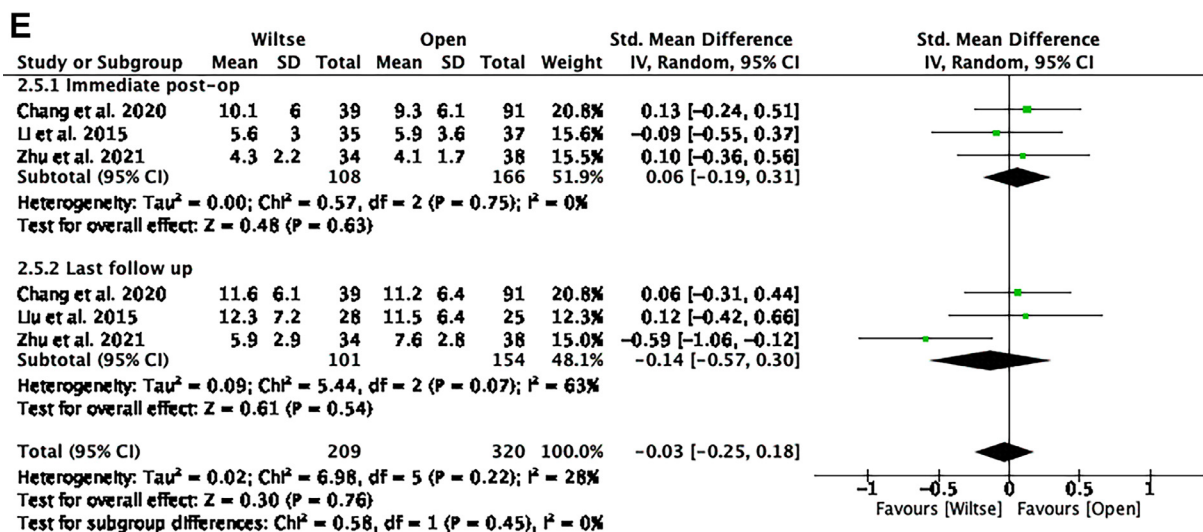 E
Wiltse Open Std. Mean Difference Std. Mean Difference
Study or Subgroup Mean SD Total Mean SD Total Weight IV, Random, 95% CI IV, Random, 95% CI
2.5.1 Immediate post-op
Chang et al. 2020 10.1 6 39 9.3 6.1 91 20.8% 0.13 [-0.24, 0.51]
Li et al. 2015 5.6 3 35 5.9 3.6 37 15.6% -0.09 [-0.55, 0.37]
Zhu et al. 2021 4.3 2.2 34 4.1 1.7 38 15.5% 0.10 [-0.36, 0.56]
Subtotal (95% CI) 108 166 51.9% 0.06 [-0.19, 0.31]
Heterogeneity: Tau² = 0.00; Chi² = 0.57, df = 2 (P = 0.75); I² = 0%
Test for overall effect: Z = 0.48 (P = 0.63)
2.5.2 Last follow up
Chang et al. 2020 11.6 6.1 39 11.2 6.4 91 20.8% 0.06 [-0.31, 0.44]
Liu et al. 2015 12.3 7.2 28 11.5 6.4 25 12.3% 0.12 [-0.42, 0.66]
Zhu et al. 2021 5.9 2.9 34 7.6 2.8 38 15.0% -0.59 [-1.06, -0.12]
Subtotal (95% CI) 101 154 48.1% -0.14 [-0.57, 0.30]
Heterogeneity: Tau² = 0.09; Chi² = 5.44, df = 2 (P = 0.07); I² = 63%
Test for overall effect: Z = 0.61 (P = 0.54)
Total (95% CI) 209 320 100.0% -0.03 [-0.25, 0.18]
Heterogeneity: Tau² = 0.02; Chi² = 6.98, df = 5 (P = 0.22); I² = 28%
Test for overall effect: Z = 0.30 (P = 0.76)
Test for subgroup differences: Chi² = 0.58, df = 1 (P = 0.45), I² = 0%
-1 -0.5 0 0.5 1
Favours [Wiltse] Favours [Open]